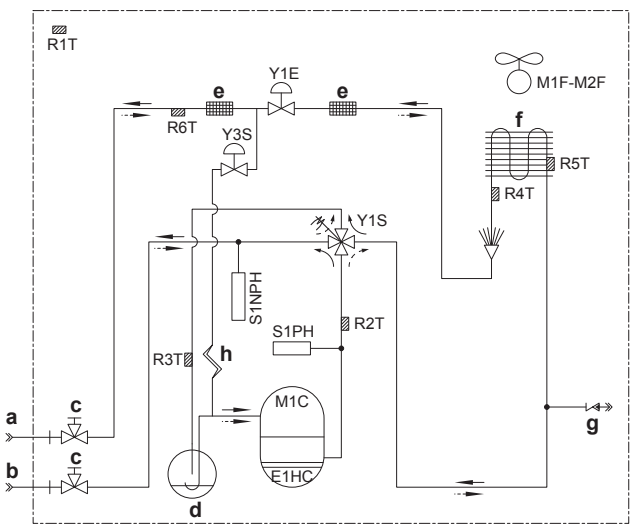 R1T
Y1E
M1F-M2F
e
e
f
R6T
Y3S
R5T
R4T
Y1S
S1NPH
S1PH
R2T
R3T
h
a
c
M1C
g
b
c
E1HC
d